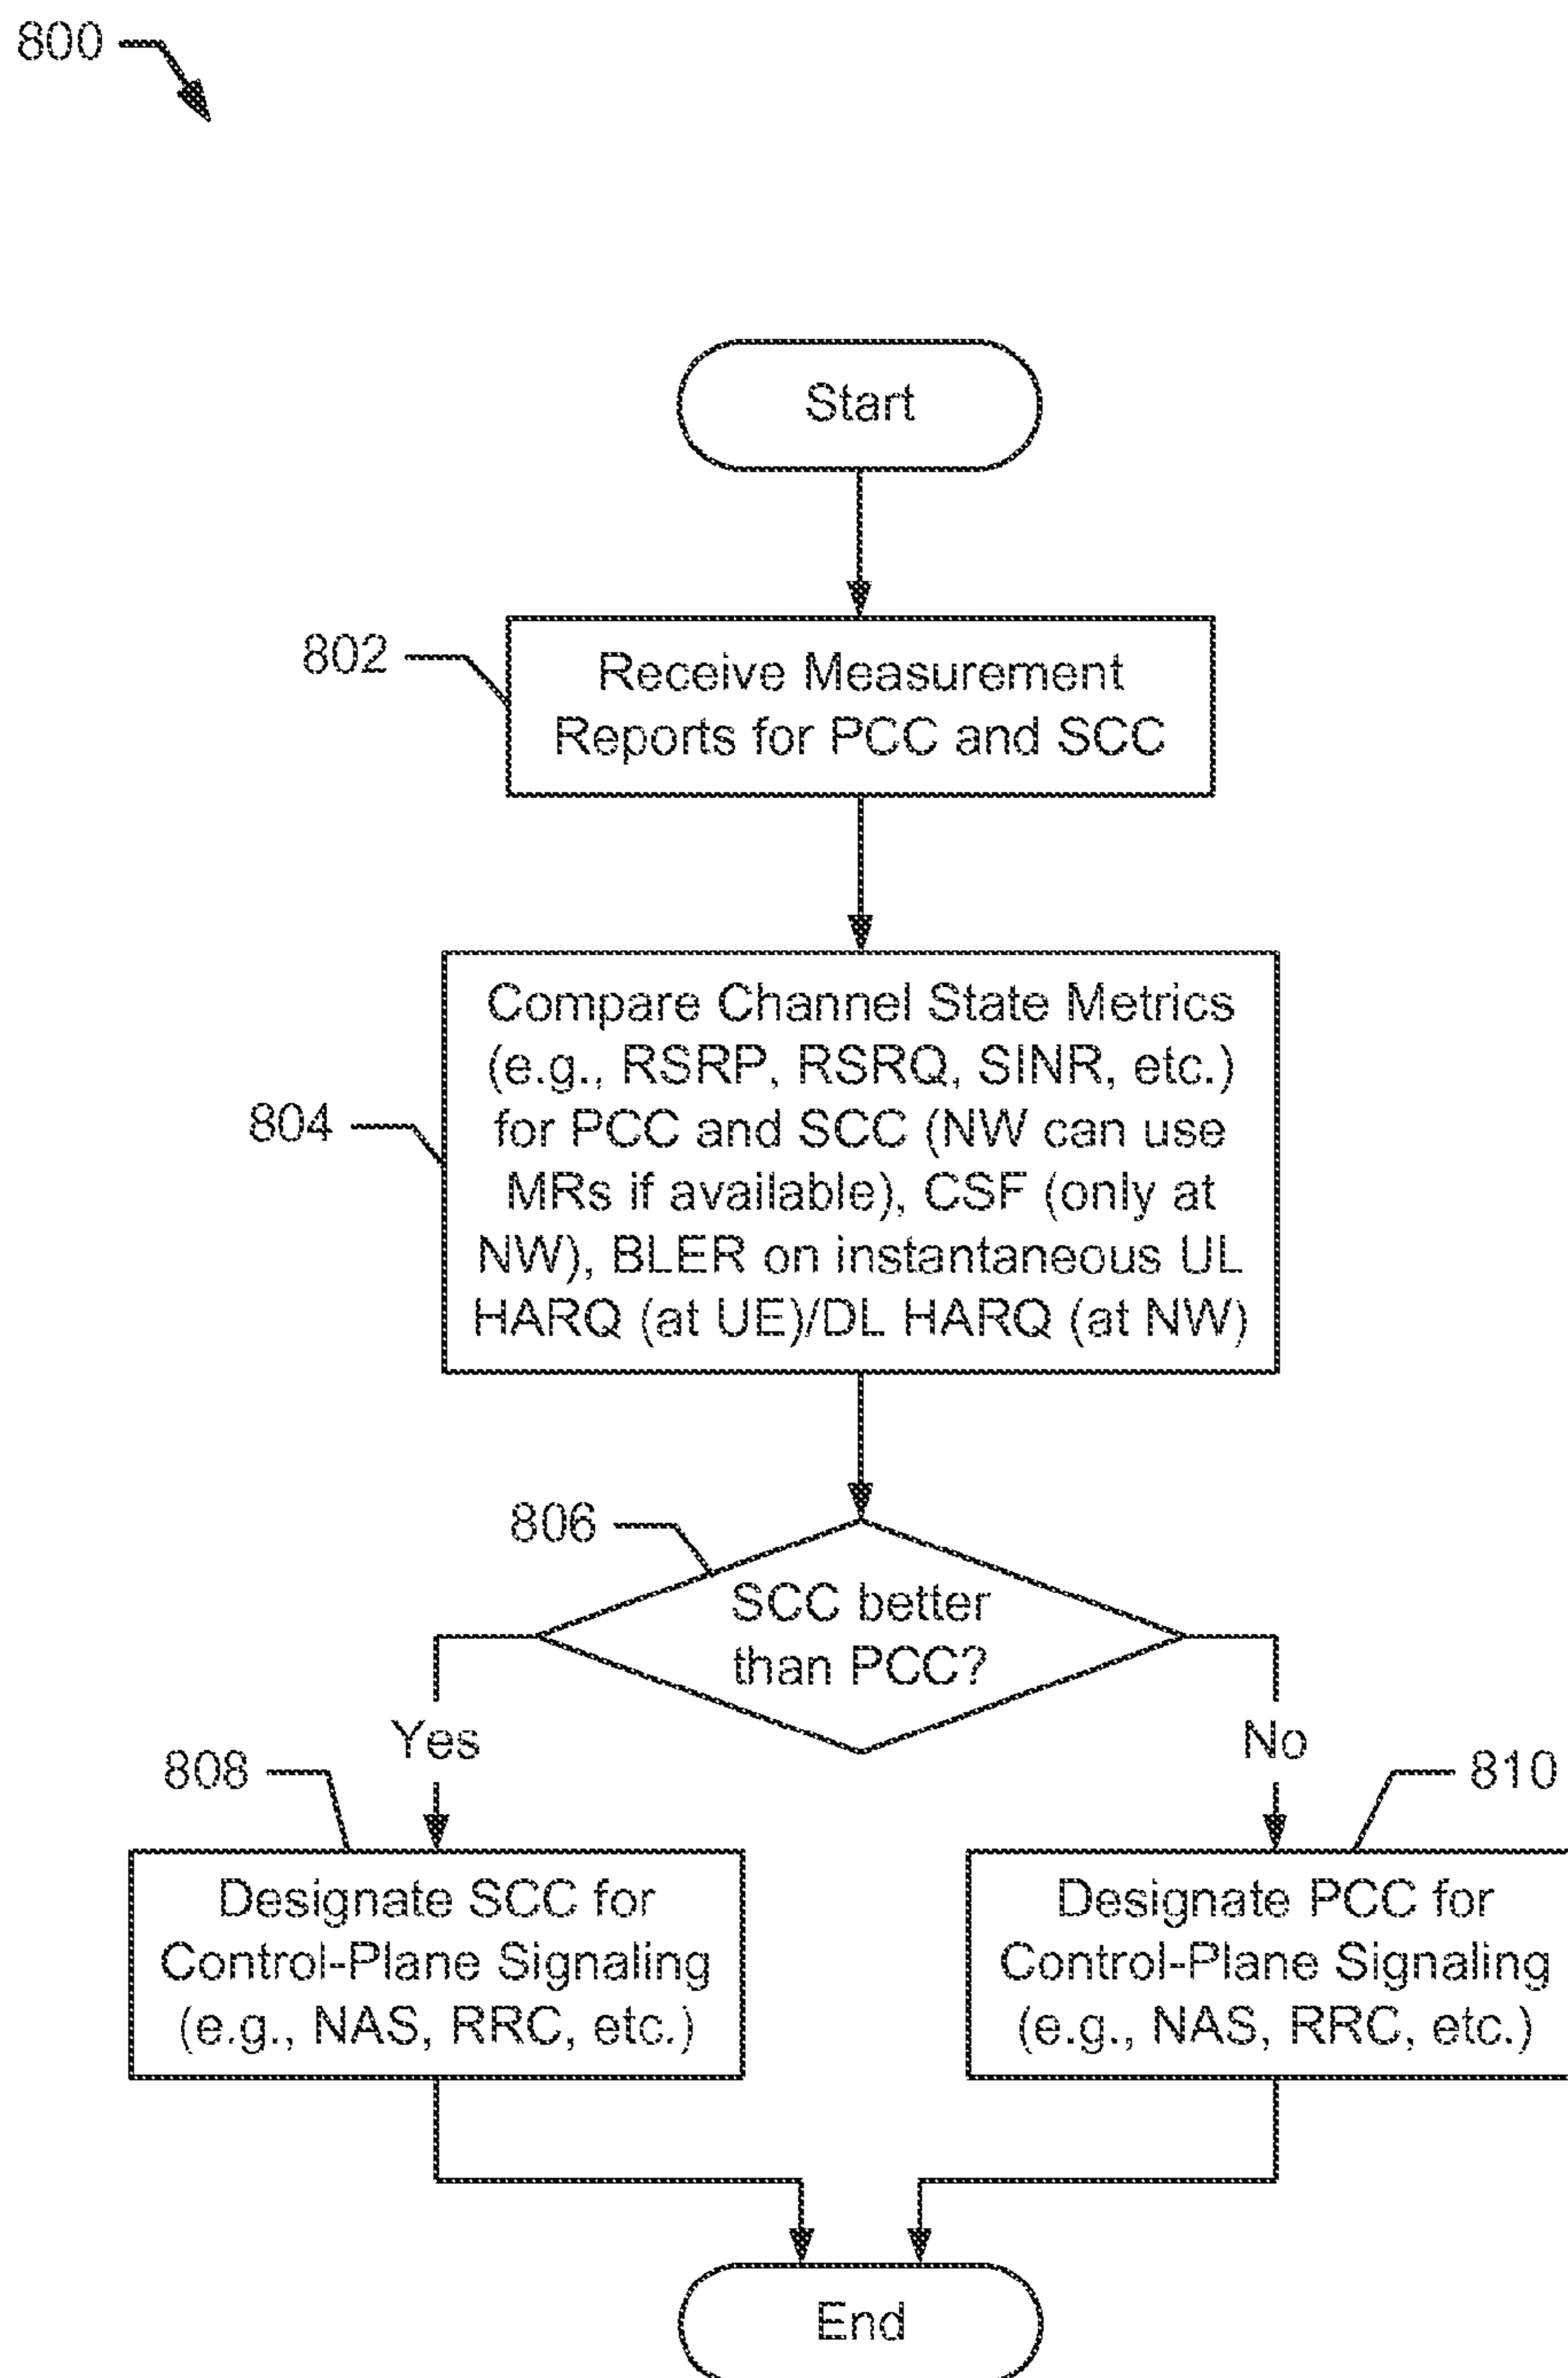 800
Start
802
Receive Measurement
Reports for PCC and SCC
804
Compare Channel State Metrics
(e.g., RSRP, RSRQ, SINR, etc.)
for PCC and SCC (NW can use
MRs if available), CSF (only at
NW), BLER on instantaneous UL
HARQ (at UE)/DL HARQ (at NW)
806
SCC better
than PCC?
Yes
No
808
810
Designate SCC for
Control-Plane Signaling
(e.g., NAS, RRC, etc.)
Designate PCC for
Control-Plane Signaling
(e.g., NAS, RRC, etc.)
End